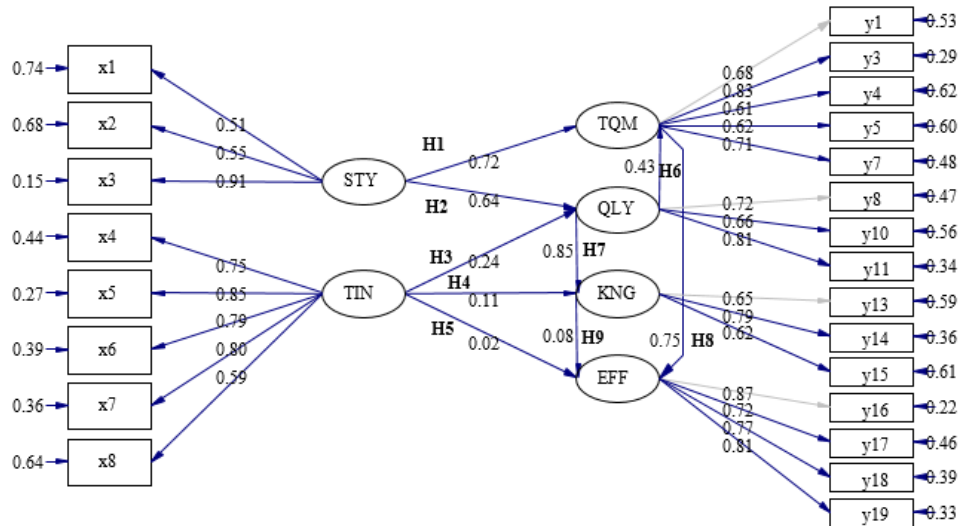 0.74 x1
0.68 x2
0.15 x3
0.44 x4
0.27 x5
0.39 x6
0.36 x7
0.64 x8
0.51
0.55
0.91
0.75
0.85
0.79
0.80
0.59
STY
TIN
H1
0.72
H2
0.64
H3
0.24
H4
0.11
H5
0.02
TQM
QLY
KNG
EFF
0.43 H6
0.85 H7
0.08 H9
0.75 H8
0.68
0.83
0.61
0.62
0.71
0.72
0.66
0.81
0.65
0.79
0.62
0.87
0.72
0.77
0.81
y1 0.53
y3 0.29
y4 0.62
y5 0.60
y7 0.48
y8 0.47
y10 0.56
y11 0.34
y13 0.59
y14 0.36
y15 0.61
y16 0.22
y17 0.46
y18 0.39
y19 0.33